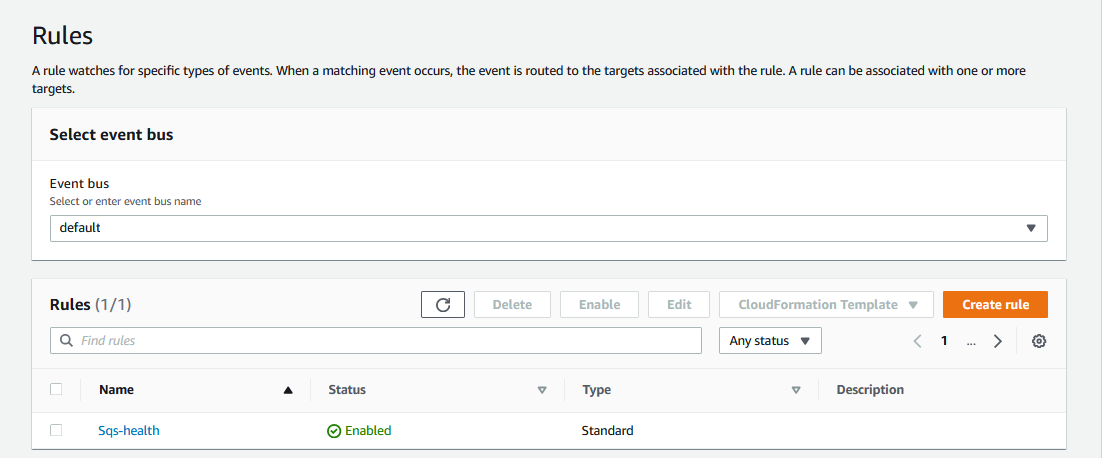 Rules
A rule watches for specific types of events. When a matching event occurs, the event is routed to the targets associated with the rule. A rule can be associated with one or more
targets.
Select event bus
Event bus
Select or enter event bus name
default
Rules (1/1) Delete Enable Edit CloudFormation Template Create rule
Find rules Any status 1 ...
Name Status Type Description
Sqs-health Enabled Standard